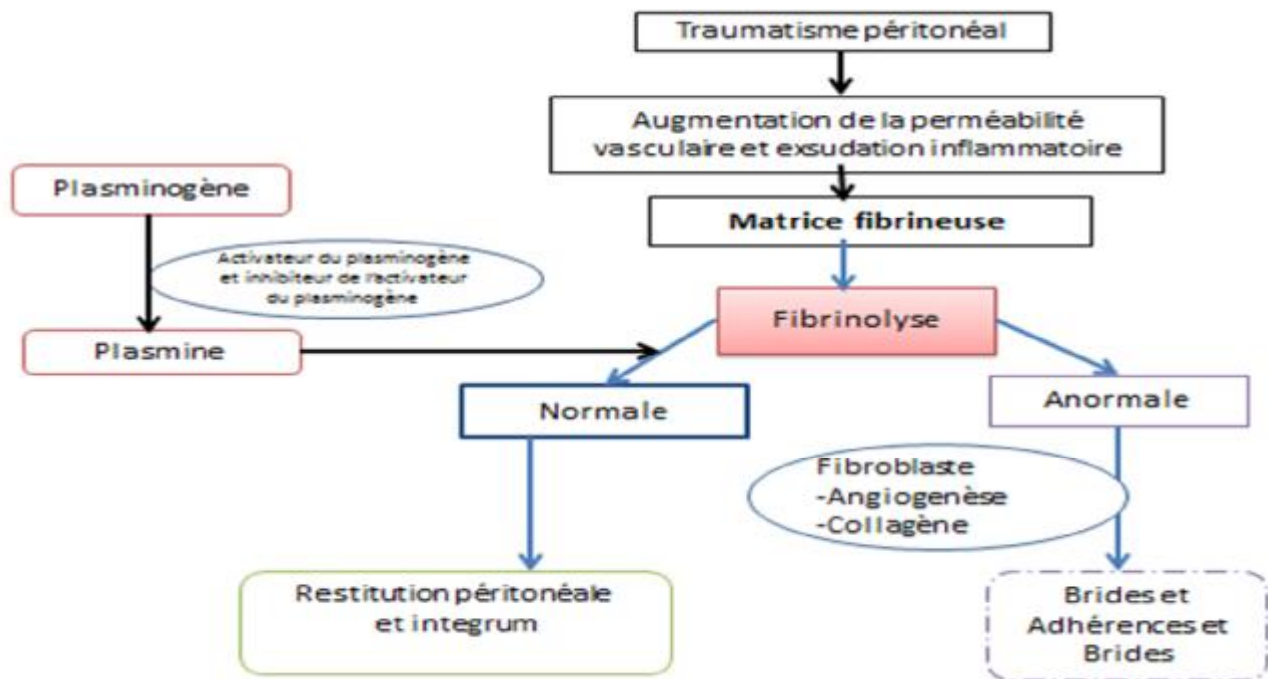 Traumatisme péritonéal
Augmentation de la perméabilité
vasculaire et exsudation inflammatoire
Plasminogène
Matrice fibrineuse
Activateur du plasminogène
et inhibiteur de l'activateur
du plasminogène
Fibrinolyse
Plasmine
Normale
Anormale
Fibroblaste
-Angiogenèse
-Collagène
Restitution péritonéale
et integrum
Brides et
Adhérences et
Brides